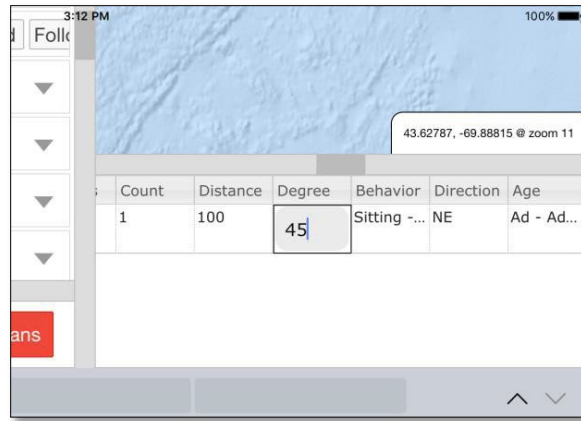 3:12 PM
100%
Follo
43.62787, -69.88815 @ zoom 11
Count Distance Degree Behavior Direction Age
1 100 45 Sitting -... NE Ad - Ad...
ans